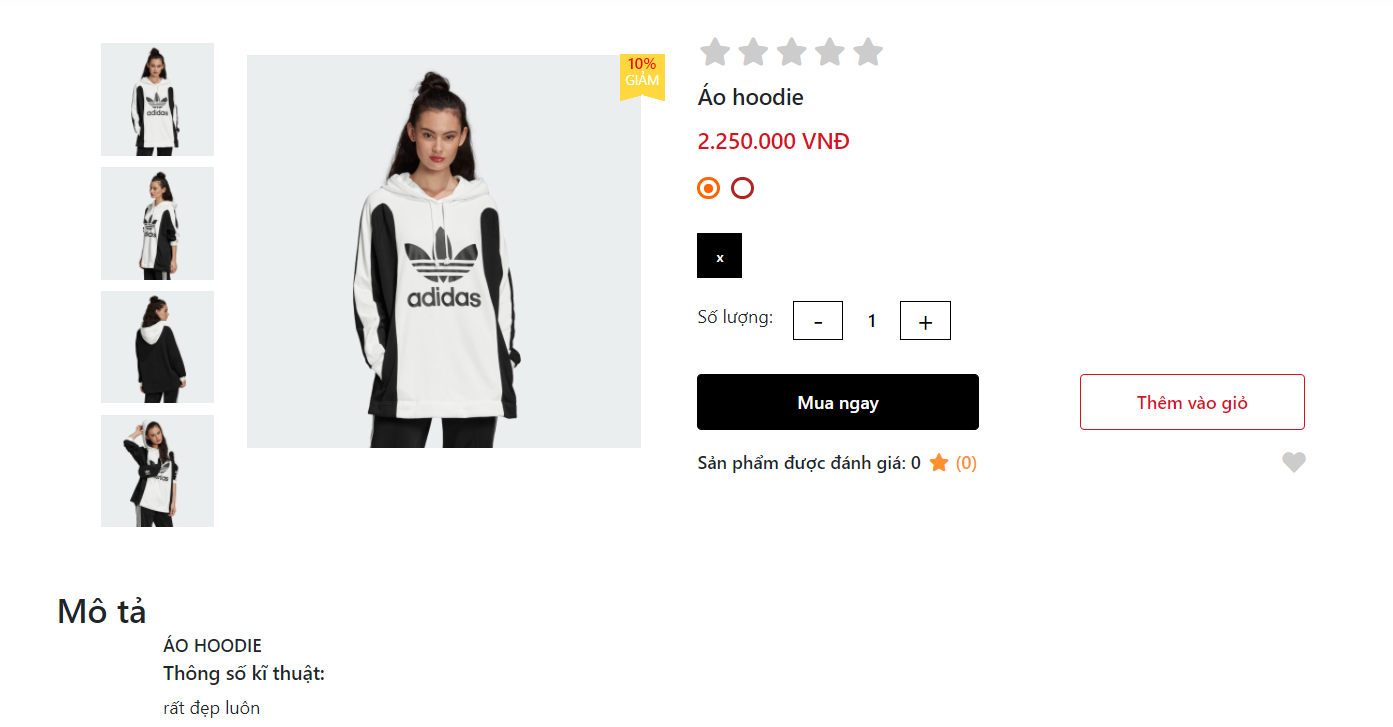 10%
GIẢM
adidas
Áo hoodie
2.250.000 VNĐ
x
Số lượng:
-
1
+
Mua ngay
Thêm vào giỏ
Sản phẩm được đánh giá: 0 (0)
Mô tả
ÁO HOODIE
Thông số kĩ thuật:
rất đẹp luôn